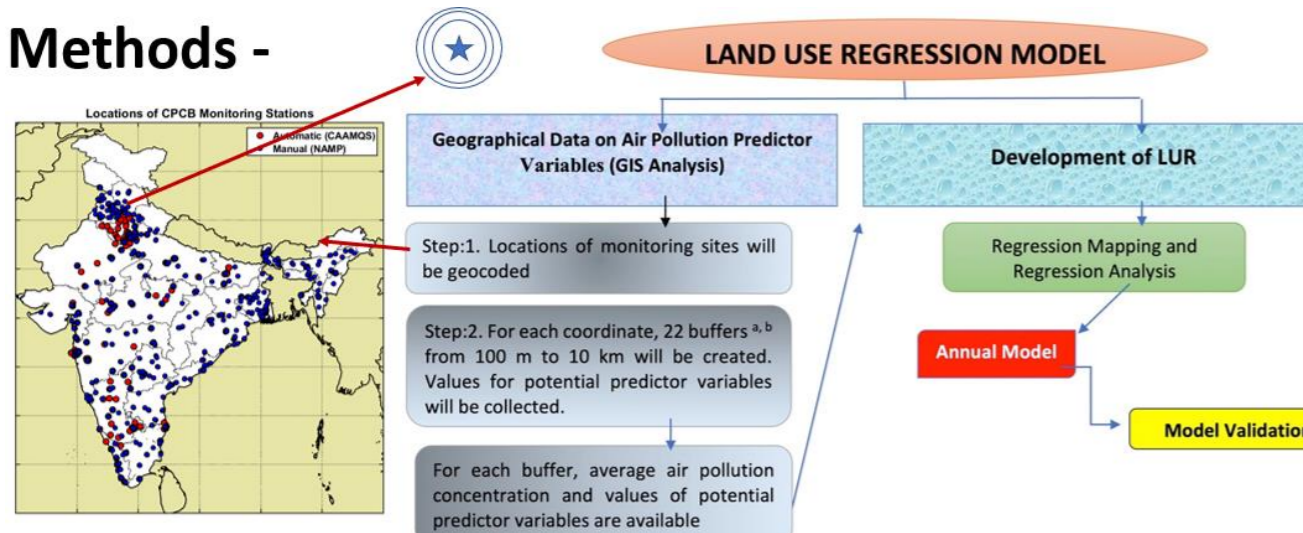 Methods -
Locations of CPCB Monitoring Stations
Automatic (CAAMQS)
Manual (NAMP)
LAND USE REGRESSION MODEL
Geographical Data on Air Pollution Predictor
Variables (GIS Analysis)
Step:1. Locations of monitoring sites will
be geocoded
Step:2. For each coordinate, 22 buffers a, b
from 100 m to 10 km will be created.
Values for potential predictor variables
will be collected.
For each buffer, average air pollution
concentration and values of potential
predictor variables are available
Development of LUR
Regression Mapping and
Regression Analysis
Annual Model
Model Validation